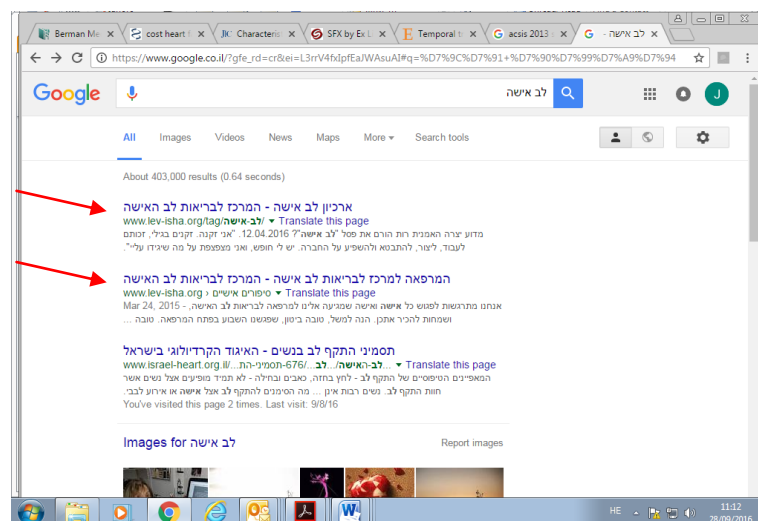 Berman Me
cost heart f
JK: Characteris
SFX by Ex Li
Temporal t
acsis 2013
לב אישה - G
https://www.google.co.il/?gfe_rd=cr&ei=L3rrV4fxIpfEaJWAsuAI#q=%D7%9C%D7%91+%D7%90%D7%99%D7%A9%D7%94
Google
לב אישה
J
All Images Videos News Maps More Search tools
About 403,000 results (0.64 seconds)
ארכיון לב אישה - המרכז לבריאות לב האישה
www.lev-isha.org/tag/לב-אישה/ Translate this page
מדוע יצרה האמנית רות הורם את פסל "לב אישה"? 12.04.2016. "אני זקנה. זקנים בגילי, זכותם
לעבוד, ליצור, להתבטא ולהשפיע על החברה. יש לי חופש, ואני מצפצפת על מה שיגידו עליי".
המרפאה למרכז לבריאות לב אישה - המרכז לבריאות לב האישה
www.lev-isha.org › סיפורים אישיים Translate this page
Mar 24, 2015 - אנחנו מתרגשות לפגוש כל אישה ואישה שמגיעה אלינו למרפאה לבריאות לב האישה,
ושמחות להכיר אתכן. הנה למשל, טובה ביטון, שפגשנו השבוע בפתח המרפאה. טובה ...
תסמיני התקף לב בנשים - האיגוד הקרדיולוגי בישראל
www.israel-heart.org.il/...לב-האישה/...לב.../676-תסמיני-הת... Translate this page
המאפיינים הטיפוסיים של התקף לב - לחץ בחזה, כאבים ובחילה - לא תמיד מופיעים אצל נשים אשר
חוות התקף לב. נשים רבות אינן ... מה הסימנים להתקף לב אצל אישה או אירוע לבבי.
You've visited this page 2 times. Last visit: 9/8/16
Images for לב אישה
Report images
HE
11:12
28/09/2016